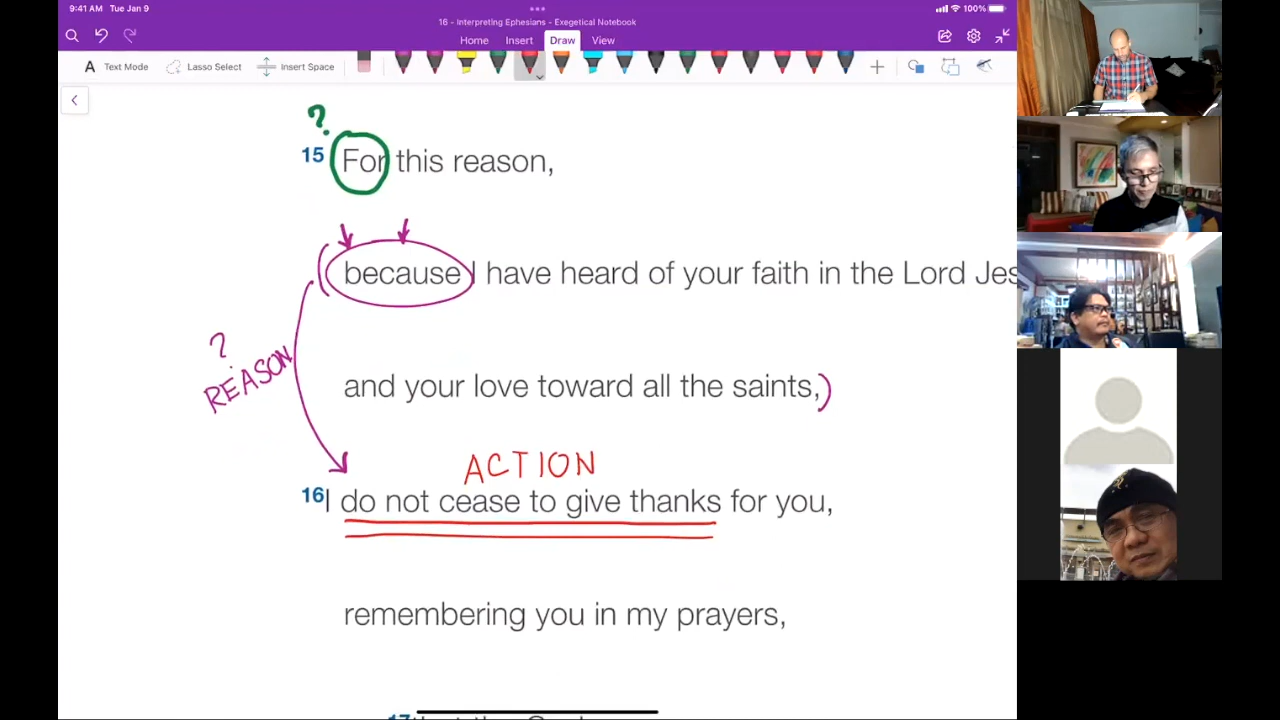 9:41 AM Tue Jan 9
100%
16 - Interpreting Ephesians - Exegetical Notebook
Home Insert Draw View
A Text Mode Lasso Select Insert Space
?
15 For this reason,
because I have heard of your faith in the Lord Jes
?
REASON
and your love toward all the saints,)
ACTION
16 I do not cease to give thanks for you,
remembering you in my prayers,
17